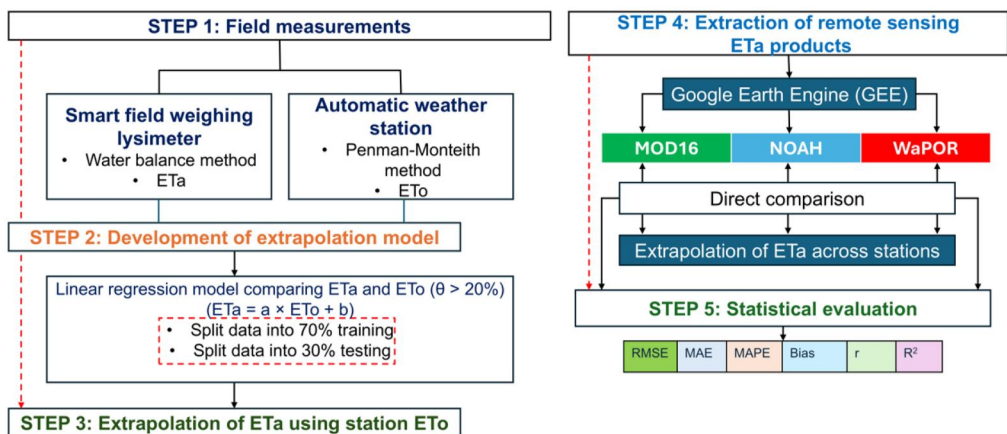 STEP 1: Field measurements
Smart field weighing
lysimeter
• Water balance method
• ETa
Automatic weather
station
• Penman-Monteith
method
• ETo
STEP 2: Development of extrapolation model
Linear regression model comparing ETa and ETo (θ > 20%)
(ETa = a × ETo + b)
• Split data into 70% training
• Split data into 30% testing
STEP 3: Extrapolation of ETa using station ETo
STEP 4: Extraction of remote sensing
ETa products
Google Earth Engine (GEE)
MOD16 NOAH WaPOR
Direct comparison
Extrapolation of ETa across stations
STEP 5: Statistical evaluation
RMSE MAE MAPE Bias r R²